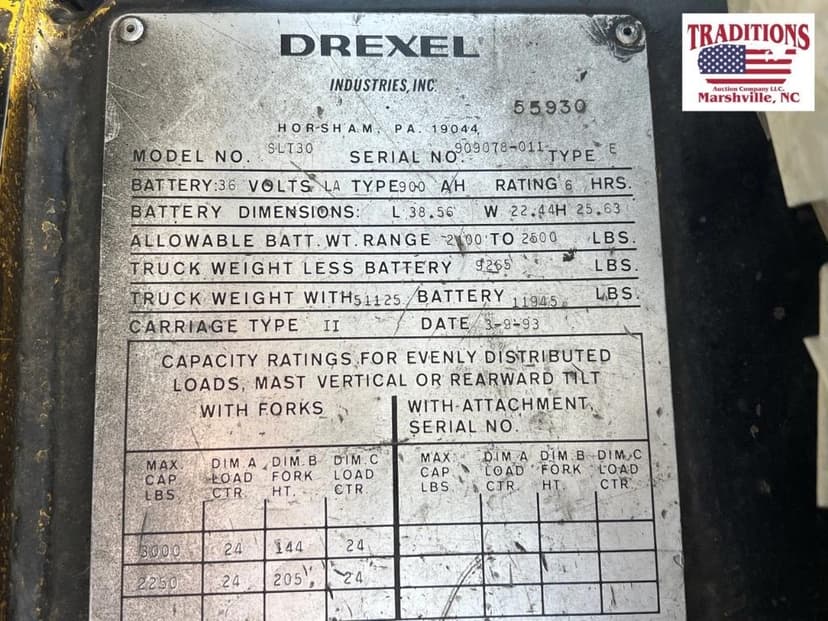 TRADITIONS
Auction Company LLC.
Marshville, NC
DREXEL
INDUSTRIES, INC.
55930
HORSHAM, PA. 19044
MODEL NO. SLT30 SERIAL NO. 909078-011 TYPE E
BATTERY: 36 VOLTS LA TYPE 900 AH RATING 6 HRS.
BATTERY DIMENSIONS: L 38.56 W 22.44 H 25.63
ALLOWABLE BATT. WT. RANGE TO 2600 LBS.
TRUCK WEIGHT LESS BATTERY 9265 LBS.
TRUCK WEIGHT WITH 51125 BATTERY 11945 LBS.
CARRIAGE TYPE II DATE 3-9-93
CAPACITY RATINGS FOR EVENLY DISTRIBUTED
LOADS, MAST VERTICAL OR REARWARD TILT
WITH FORKS WITH ATTACHMENT,
SERIAL NO.
MAX. DIM. A DIM. B DIM. C MAX. DIM. A DIM. B DIM. C
CAP. LOAD FORK LOAD CAP. LOAD FORK LOAD
LBS. CTR. HT. CTR. LBS. CTR. HT. CTR.
3000 24 144 24
2250 24 205 24